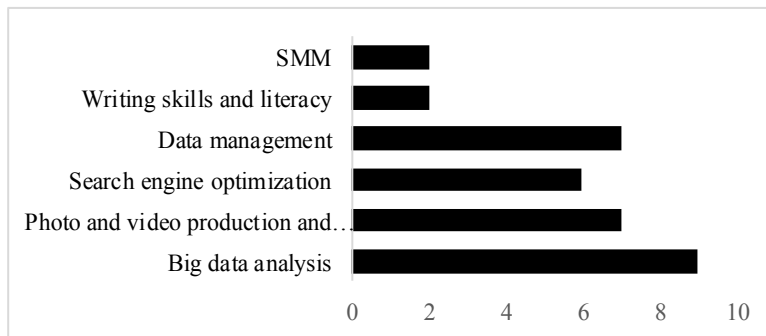 SMM
Writing skills and literacy
Data management
Search engine optimization
Photo and video production and…
Big data analysis
0 2 4 6 8 10